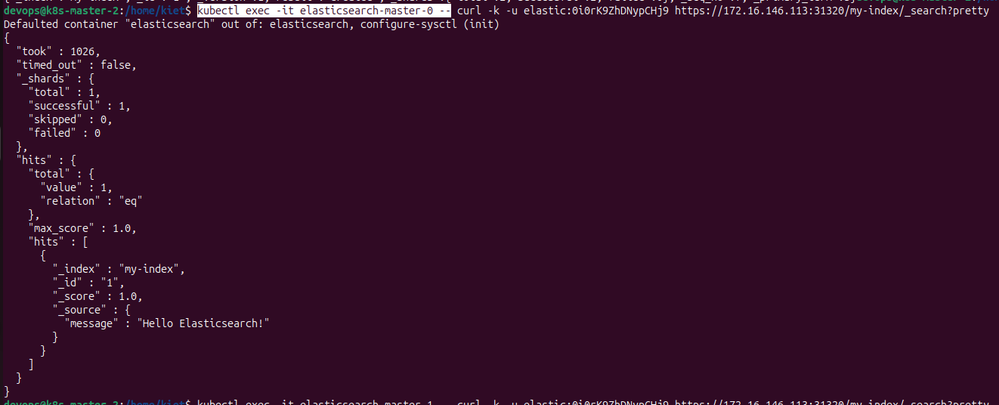 devops@k8s-master-2:/home/kiet$ kubectl exec -it elasticsearch-master-0 -- curl -k -u elastic:0i0rK9ZhDNypCHj9 https://172.16.146.113:31320/my-index/_search?pretty
Defaulted container "elasticsearch" out of: elasticsearch, configure-sysctl (init)
{
  "took" : 1026,
  "timed_out" : false,
  "_shards" : {
    "total" : 1,
    "successful" : 1,
    "skipped" : 0,
    "failed" : 0
  },
  "hits" : {
    "total" : {
      "value" : 1,
      "relation" : "eq"
    },
    "max_score" : 1.0,
    "hits" : [
      {
        "_index" : "my-index",
        "_id" : "1",
        "_score" : 1.0,
        "_source" : {
          "message" : "Hello Elasticsearch!"
        }
      }
    ]
  }
}
devops@k8s-master-2:/home/kiet$ kubectl exec -it elasticsearch-master-1 -- curl -k -u elastic:0i0rK9ZhDNypCHj9 https://172.16.146.113:31320/my-index/_search?pretty